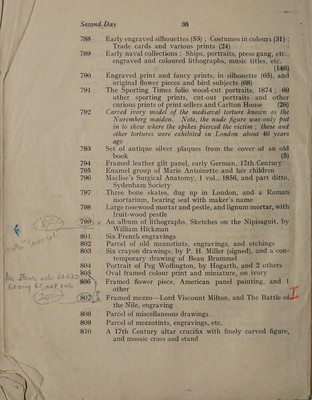 Second Day 38
788 Early engraved silhouettes (53) ; Costumes in colours (31) ;
Trade cards and various prints (24)
789 Early naval collections : Ships, portraits, press gang, etc.,
engraved and coloured lithographs, music titles, etc.
(146)
790 Engraved print and fancy prints, in silhouette (65), and
original flower pieces and bird subjects (68)
791 The Sporting Times folio wood-cut portraits, 1874 ; 69
other sporting prints, cut-out portraits and other
curious prints of print sellers and Carlton House (26)
792 Carived ivory model of the mediæval torture known as the
Nuremberg maiden. Note, the nude figure was only put
in to show where the spikes pierced the victim ; these and
other tortures were exhibited in London about 40 years
ago
793 Set of antique silver plaques from the cover of an old
book (5)
794 Framed leather gilt panel, early German, 17th Century
795 Enamel group of Marie Antoinette and her children
796 Maclise's Surgical Anatomy, 1 vol., 1856, and part ditto,
Sydenham Society
797 Three bone skates, dug up in London, and a Roman
mortarium, bearing seal with maker's name
798 Large rosewood mortar and pestle, and lignum mortar, with
fruit-wood pestle
799 An album of lithographs, Sketches on the Nipisaguit, by
William Hickman
801 Six French engravings
802 Parcel of old mezzotints, engravings, and etchings
803 Six crayon drawings, by P. H. Miller (signed), and a con-
temporary drawing of Beau Brummel
804 Portrait of Peg Woffington, by Hogarth, and 2 others
805 Oval framed colour print and miniature, on ivory
806 Framed flower piece, American panel painting, and 1
other
807 Framed mezzo—Lord Viscount Milton, and The Battle of
the Nile, engraving
808 Parcel of miscellaneous drawings
809 Parcel of mezzotints, engravings, etc.
810 A 17th Century altar crucifix with finely carved figure,
and mosaic cross and stand